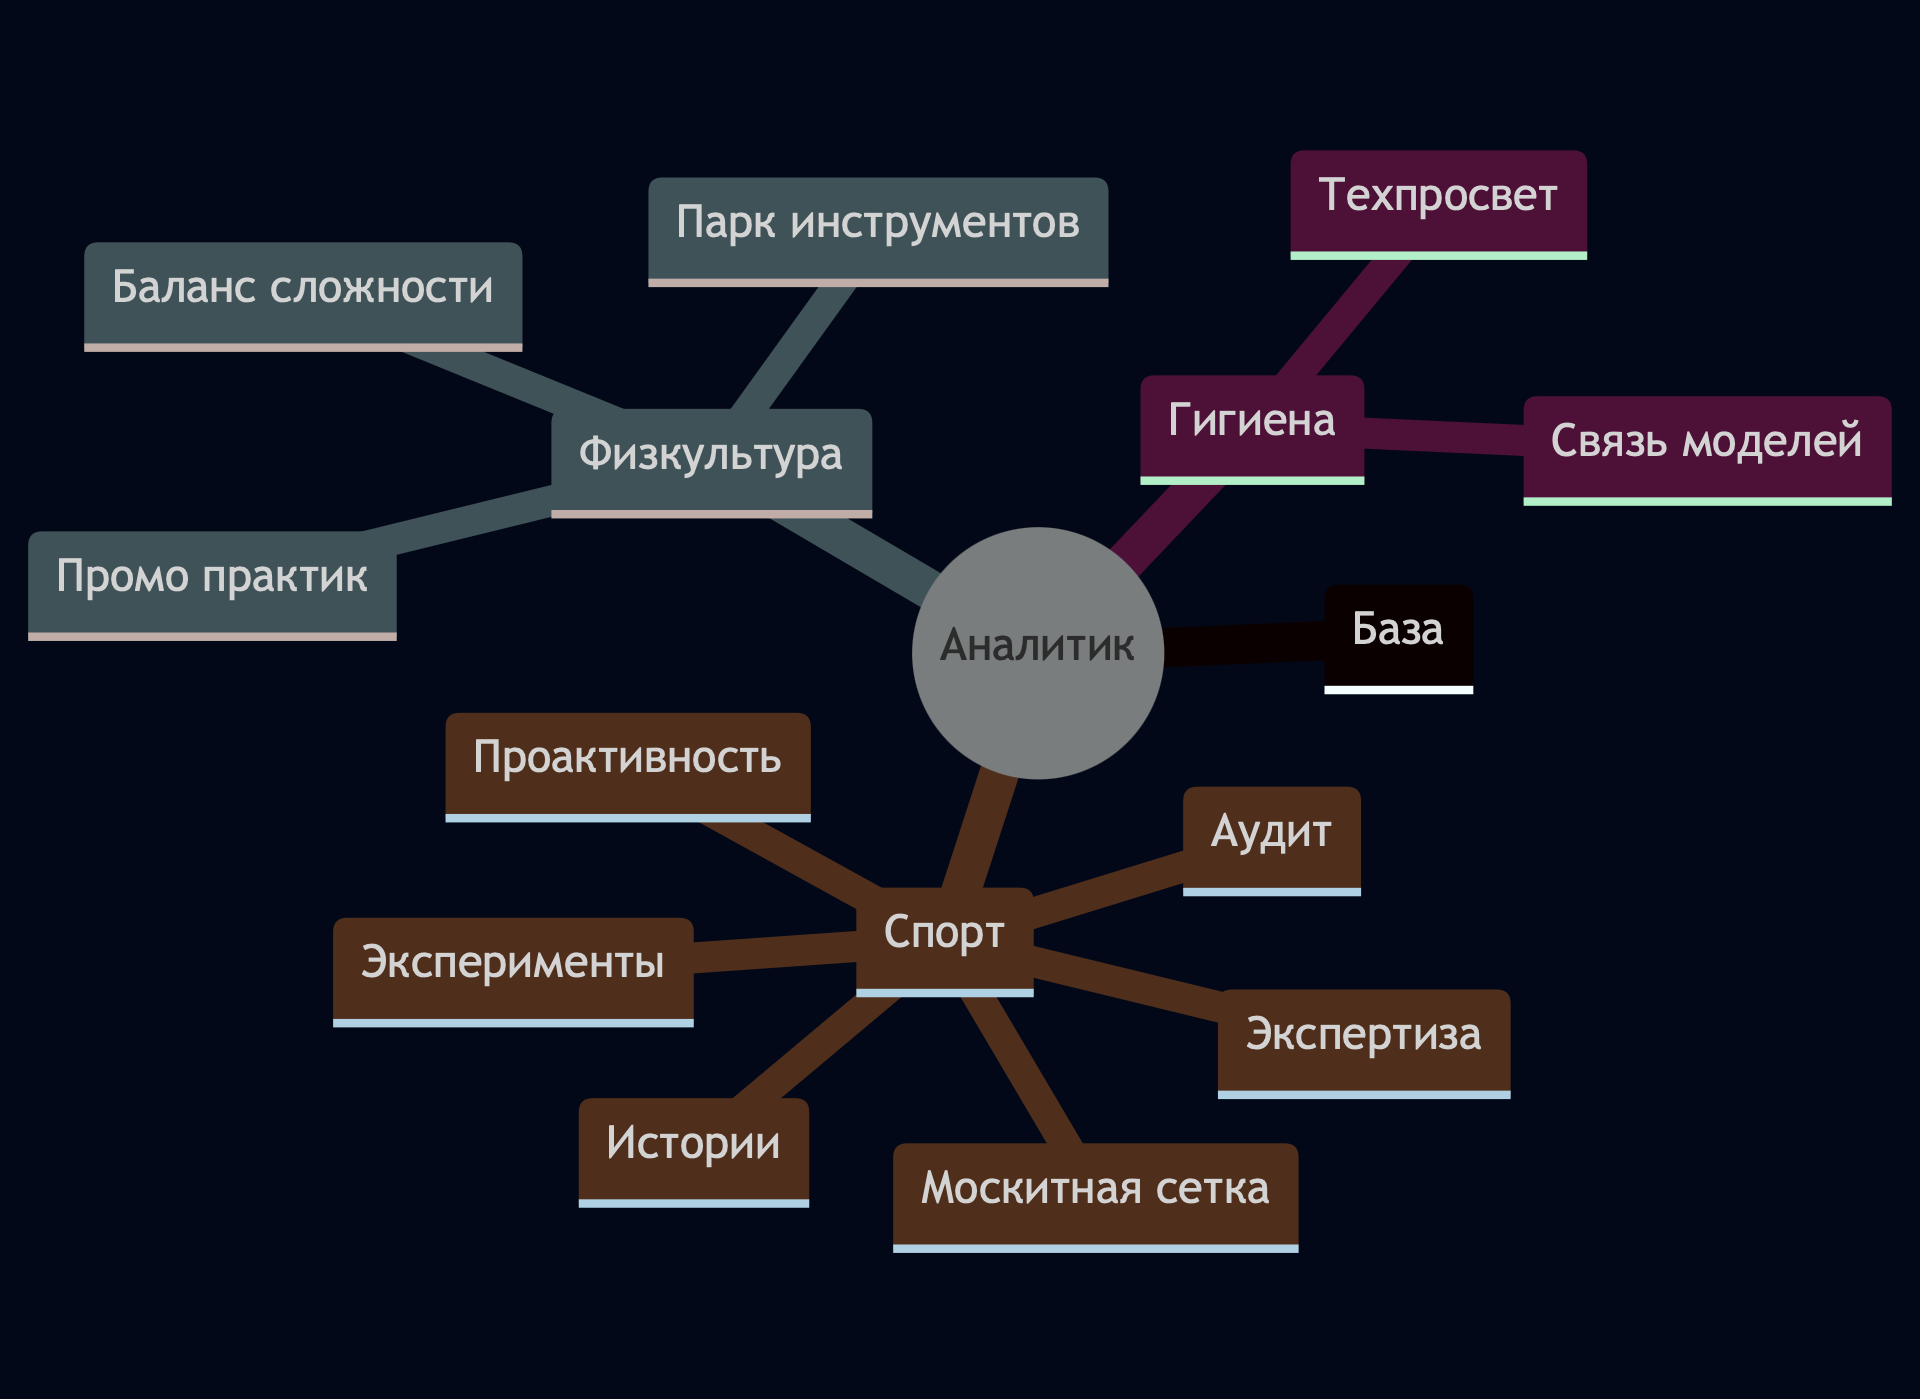 Техпросвет
Парк инструментов
Баланс сложности
Гигиена
Связь моделей
Физкультура
Промо практик
База
Аналитик
Проактивность
Аудит
Спорт
Эксперименты
Экспертиза
Истории
Москитная сетка